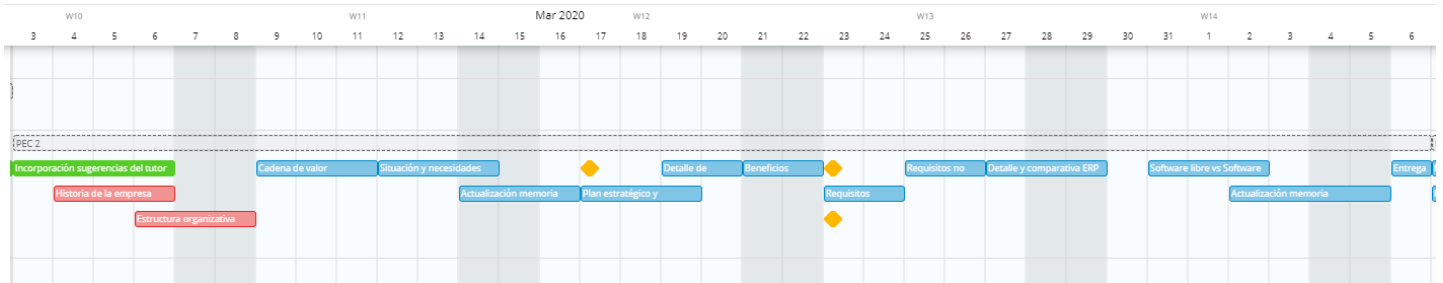 W10 W11 Mar 2020 W12 W13 W14
3 4 5 6 7 8 9 10 11 12 13 14 15 16 17 18 19 20 21 22 23 24 25 26 27 28 29 30 31 1 2 3 4 5 6
PEC 2
Incorporación sugerencias del tutor Cadena de valor Situación y necesidades Detalle de Beneficios Requisitos no Detalle y comparativa ERP Software libre vs Software Entrega
Historia de la empresa Actualización memoria Plan estratégico y Requisitos Actualización memoria
Estructura organizativa